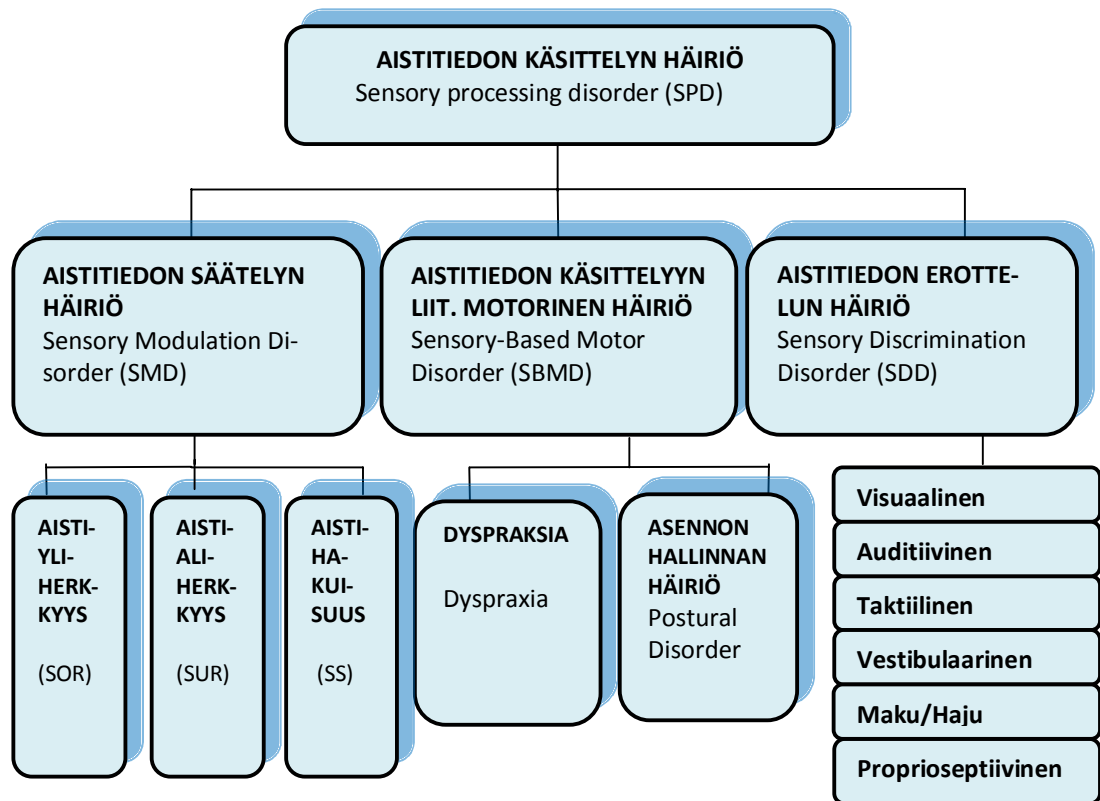 AISTITIEDON KÄSITTELYN HÄIRIÖ
Sensory processing disorder (SPD)
AISTITIEDON SÄÄTELYN
HÄIRIÖ
Sensory Modulation Di-
sorder (SMD)
AISTITIEDON KÄSITTELYYN
LIIT. MOTORINEN HÄIRIÖ
Sensory-Based Motor
Disorder (SBMD)
AISTITIEDON EROTTE-
LUN HÄIRIÖ
Sensory Discrimination
Disorder (SDD)
AISTI-
YLI-
HERK-
KYYS
(SOR)
AISTI-
ALI-
HERK-
KYYS
(SUR)
AISTI-
HA-
KUI-
SUUS
(SS)
DYSPRAKSIA
Dyspraxia
ASENNON
HALLINNAN
HÄIRIÖ
Postural
Disorder
Visuaalinen
Auditiivinen
Taktiilinen
Vestibulaarinen
Maku/Haju
Proprioseptiivinen